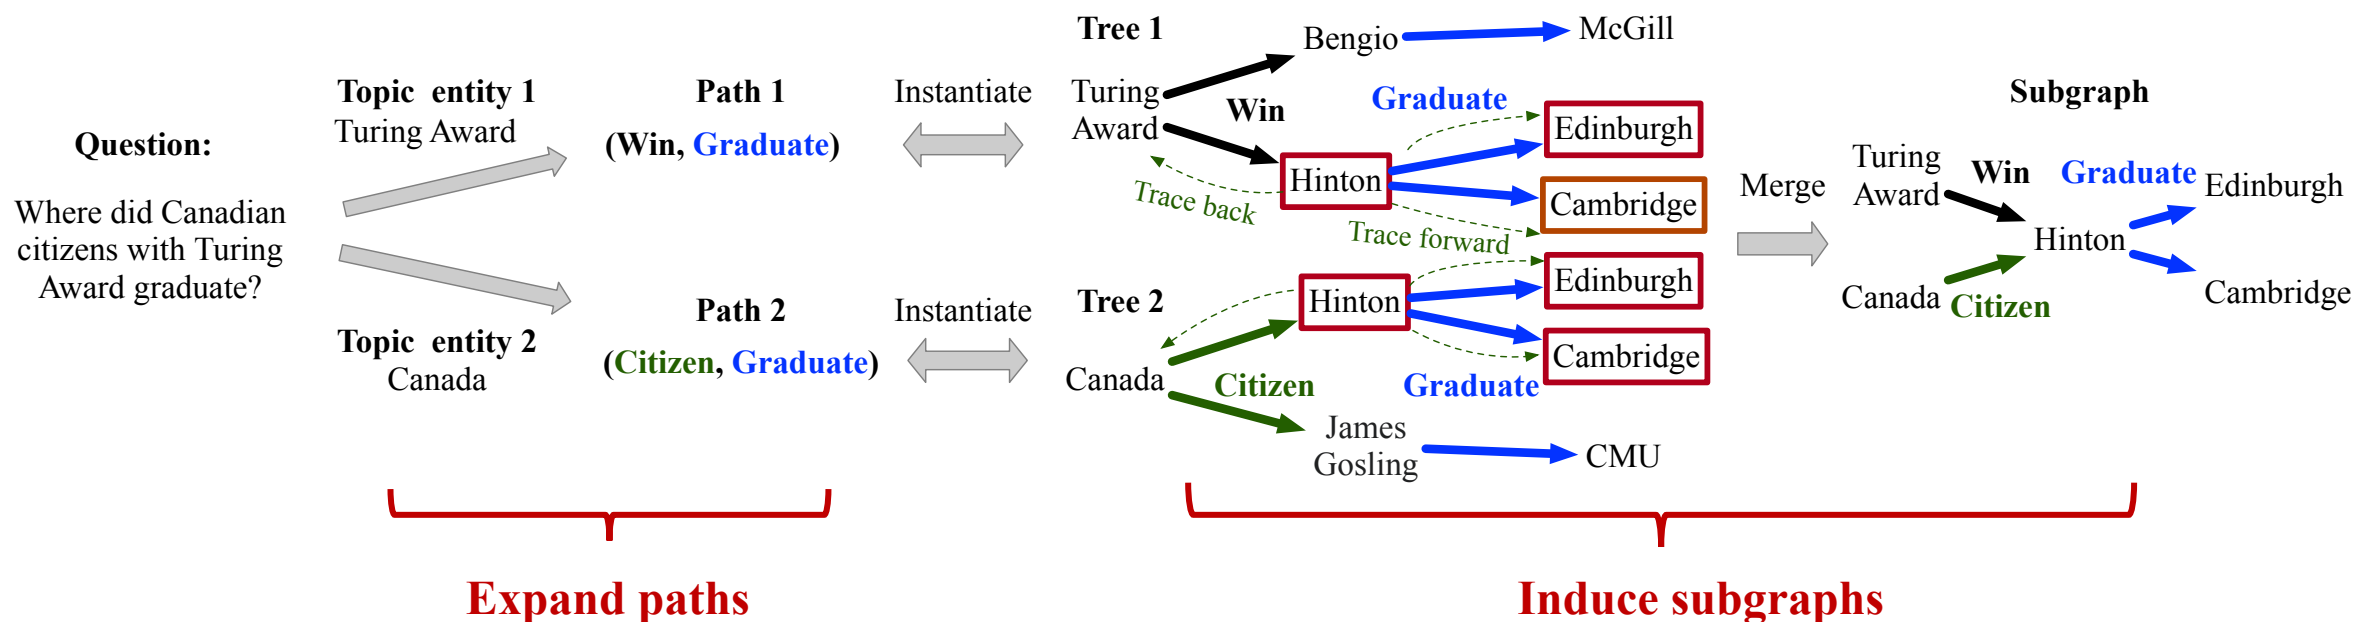 Question:
Where did Canadian
citizens with Turing
Award graduate?
Topic entity 1
Turing Award
Topic entity 2
Canada
Path 1
(Win, Graduate)
Path 2
(Citizen, Graduate)
Instantiate
Instantiate
Tree 1
Turing
Award
Win
Bengio
McGill
Graduate
Hinton
Edinburgh
Cambridge
Trace back
Trace forward
Tree 2
Canada
Citizen
Hinton
Edinburgh
Cambridge
Graduate
James
Gosling
CMU
Merge
Subgraph
Turing
Award
Win
Graduate
Edinburgh
Hinton
Canada
Citizen
Cambridge
Expand paths
Induce subgraphs